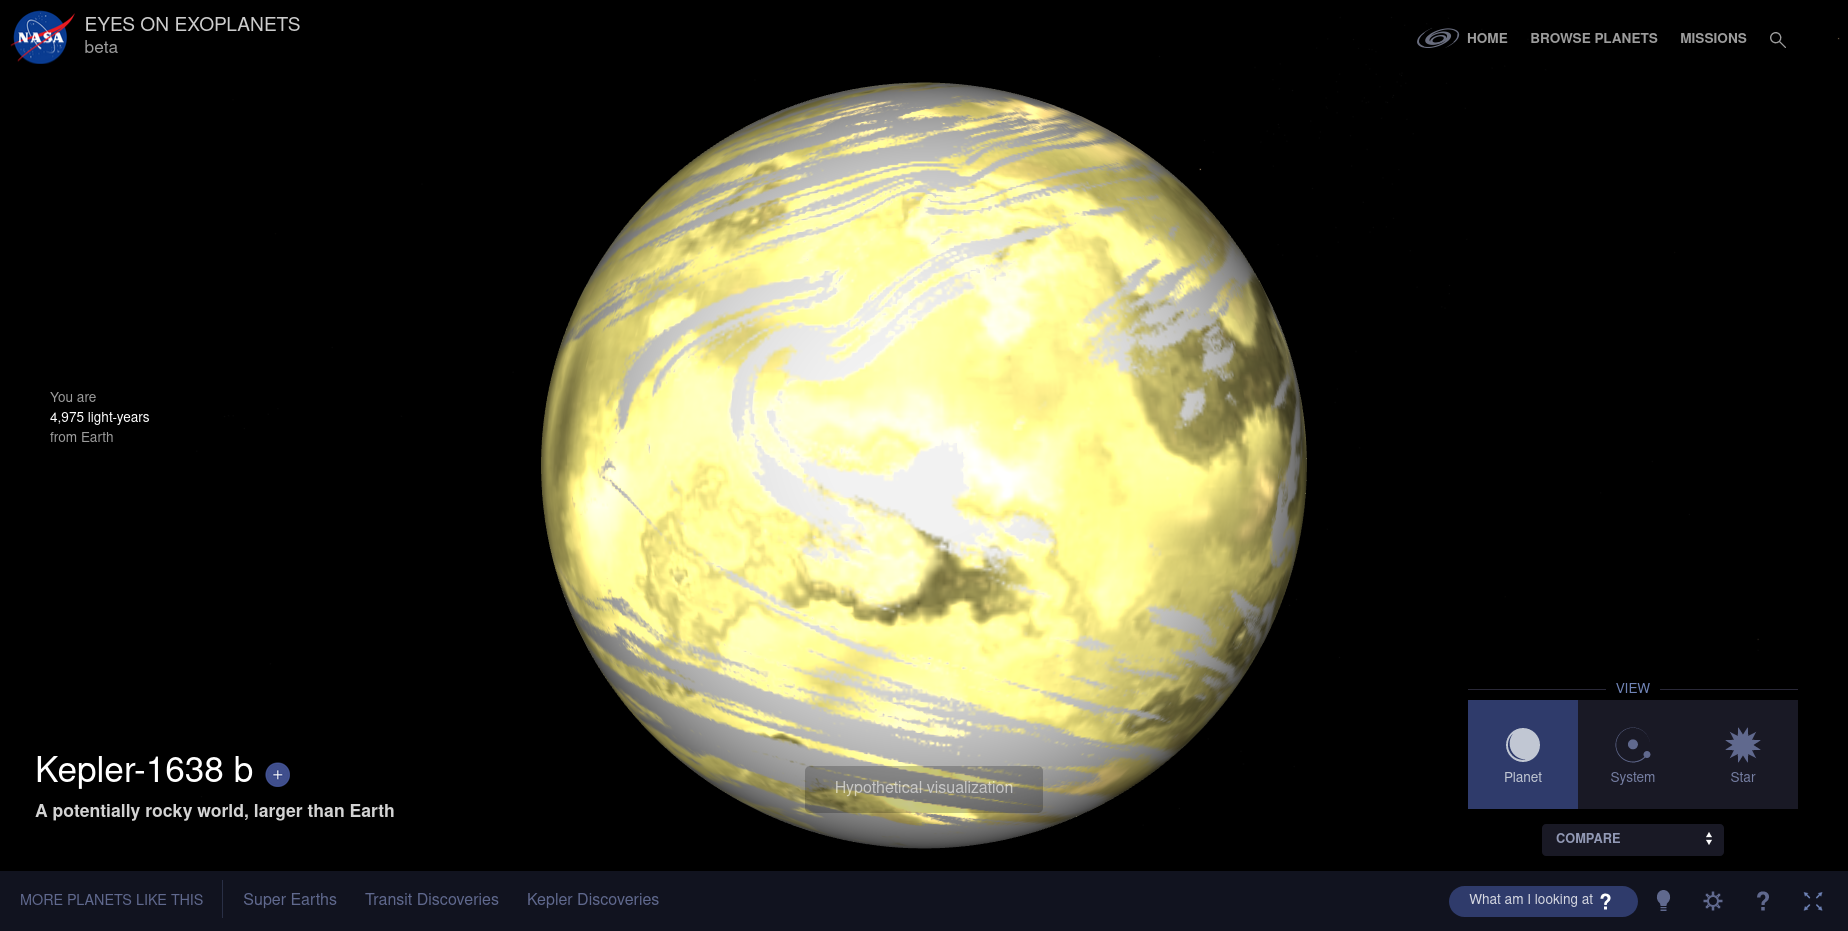 NASA
EYES ON EXOPLANETS
beta
HOME
BROWSE PLANETS
MISSIONS
You are
4,975 light-years
from Earth
VIEW
Planet
System
Star
COMPARE
Kepler-1638 b +
A potentially rocky world, larger than Earth
Hypothetical visualization
MORE PLANETS LIKE THIS
Super Earths
Transit Discoveries
Kepler Discoveries
What am I looking at ?
?